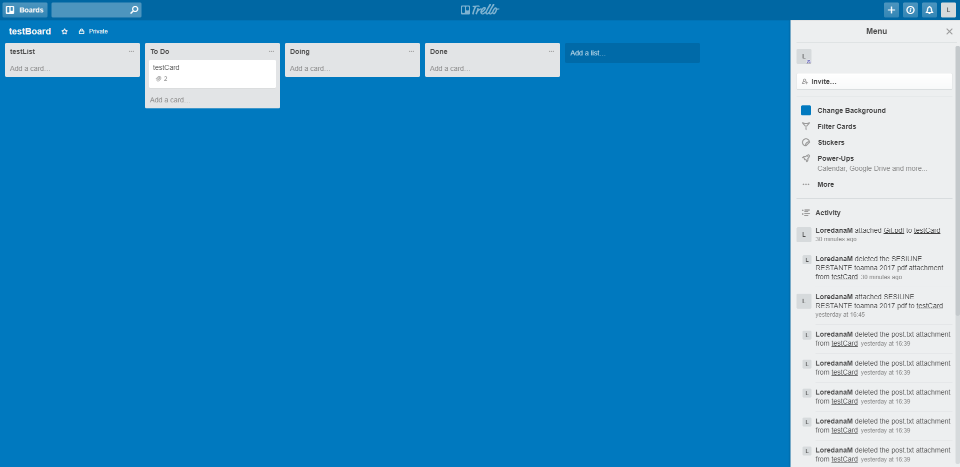 Boards
Trello
L
testBoard
Private
testList
Add a card...
To Do
testCard
2
Add a card...
Doing
Add a card...
Done
Add a card...
Add a list...
Menu
L
Invite...
Change Background
Filter Cards
Stickers
Power-Ups
Calendar, Google Drive and more...
More
Activity
L
LoredanaM attached Git.pdf to testCard
30 minutes ago
L
LoredanaM deleted the SESIUNE
RESTANTE toamna 2017.pdf attachment
from testCard 30 minutes ago
L
LoredanaM attached SESIUNE
RESTANTE toamna 2017.pdf to testCard
yesterday at 16:45
L
LoredanaM deleted the post.txt attachment
from testCard yesterday at 16:39
L
LoredanaM deleted the post.txt attachment
from testCard yesterday at 16:39
L
LoredanaM deleted the post.txt attachment
from testCard yesterday at 16:39
L
LoredanaM deleted the post.txt attachment
from testCard yesterday at 16:39
L
LoredanaM deleted the post.txt attachment
from testCard yesterday at 16:39